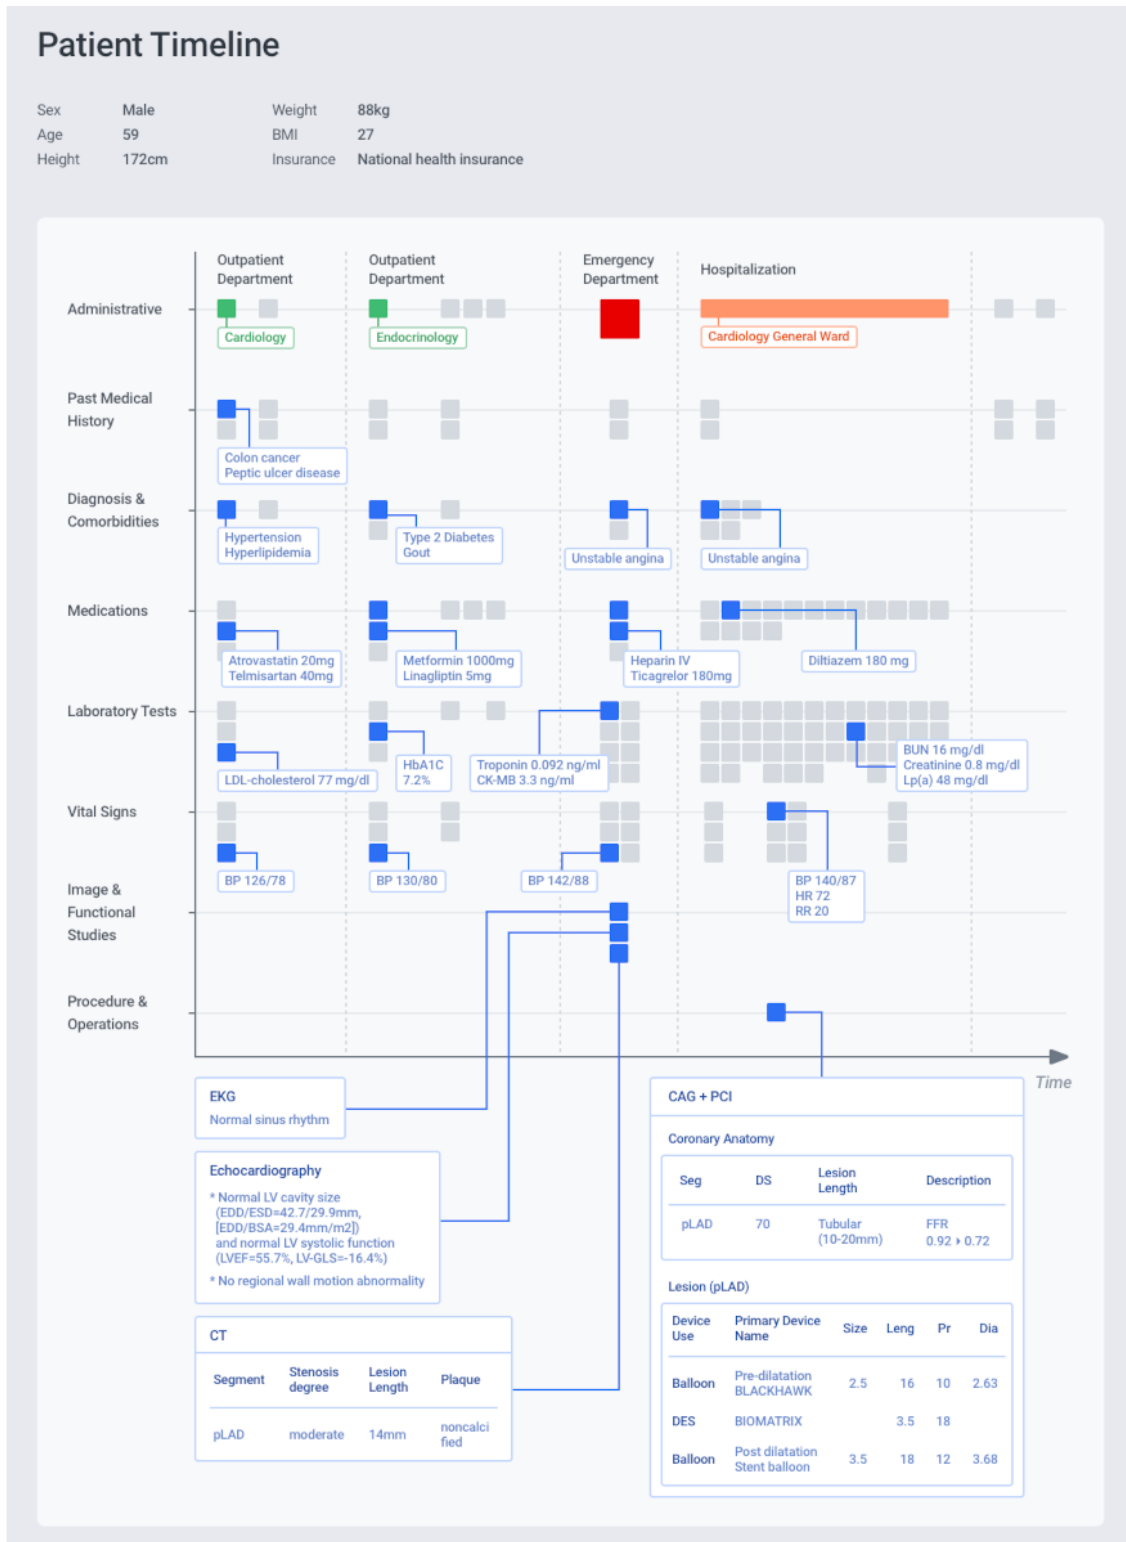 Patient Timeline
Sex Male Weight 88kg
Age 59 BMI 27
Height 172cm Insurance National health insurance
Outpatient
Department
Outpatient
Department
Emergency
Department
Hospitalization
Administrative
Cardiology
Endocrinology
Cardiology General Ward
Past Medical
History
Colon cancer
Peptic ulcer disease
Diagnosis &
Comorbidities
Hypertension
Hyperlipidemia
Type 2 Diabetes
Gout
Unstable angina
Unstable angina
Medications
Atrovastatin 20mg
Telmisartan 40mg
Metformin 1000mg
Linagliptin 5mg
Heparin IV
Ticagrelor 180mg
Diltiazem 180 mg
Laboratory Tests
LDL-cholesterol 77 mg/dl
HbA1C
7.2%
Troponin 0.092 ng/ml
CK-MB 3.3 ng/ml
BUN 16 mg/dl
Creatinine 0.8 mg/dl
Lp(a) 48 mg/dl
Vital Signs
BP 126/78
BP 130/80
BP 142/88
BP 140/87
HR 72
RR 20
Image &
Functional
Studies
Procedure &
Operations
Time
EKG
Normal sinus rhythm
Echocardiography
* Normal LV cavity size
(EDD/ESD=42.7/29.9mm,
[EDD/BSA=29.4mm/m2])
and normal LV systolic function
(LVEF=55.7%, LV-GLS=-16.4%)
* No regional wall motion abnormality
CT
Segment Stenosis degree Lesion Length Plaque
pLAD moderate 14mm noncalci
fied
CAG + PCI
Coronary Anatomy
Seg DS Lesion Length Description
pLAD 70 Tubular (10-20mm) FFR 0.92 ▸ 0.72
Lesion (pLAD)
Device Use Primary Device Name Size Leng Pr Dia
Balloon Pre-dilatation BLACKHAWK 2.5 16 10 2.63
DES BIOMATRIX 3.5 18
Balloon Post dilatation Stent balloon 3.5 18 12 3.68